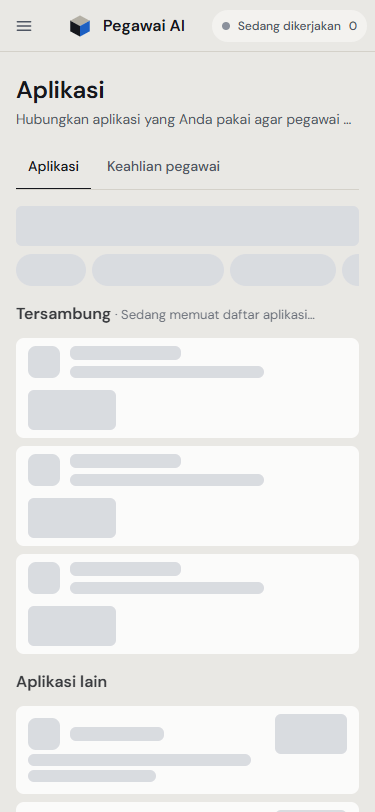 Pegawai AI
Sedang dikerjakan 0
Aplikasi
Hubungkan aplikasi yang Anda pakai agar pegawai ...
Aplikasi
Keahlian pegawai
Tersambung · Sedang memuat daftar aplikasi...
Aplikasi lain